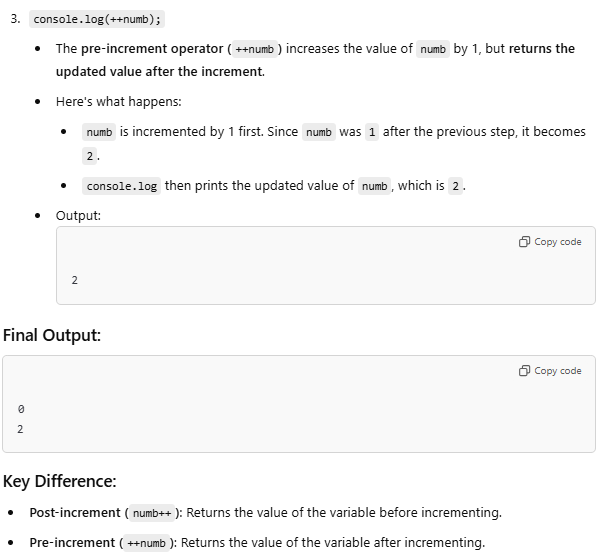 3. console.log(++numb);
• The pre-increment operator ( ++numb ) increases the value of numb by 1, but returns the
updated value after the increment.
• Here's what happens:
• numb is incremented by 1 first. Since numb was 1 after the previous step, it becomes
2 .
• console.log then prints the updated value of numb , which is 2 .
• Output:
Copy code
2
Final Output:
Copy code
0
2
Key Difference:
• Post-increment ( numb++ ): Returns the value of the variable before incrementing.
• Pre-increment ( ++numb ): Returns the value of the variable after incrementing.